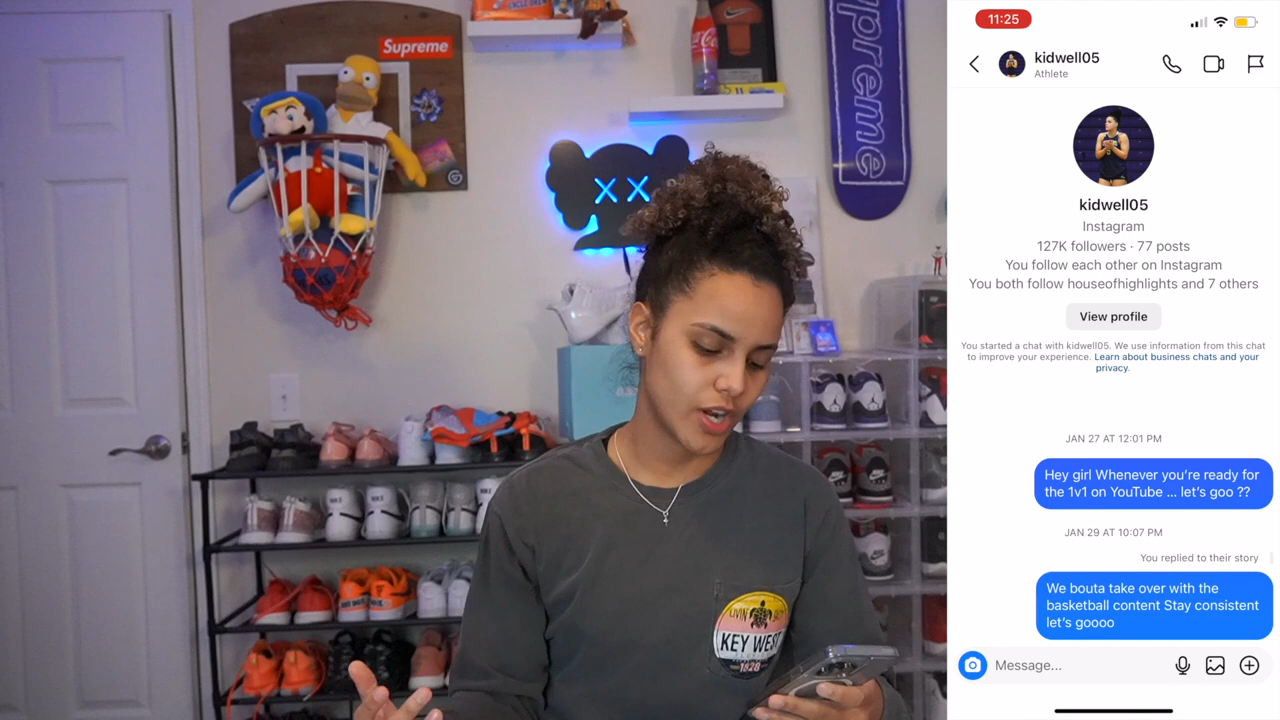 Supreme
Coca-Cola
preme
LIVIN
KEY WEST
1828
11:25
kidwell05
Athlete
kidwell05
Instagram
127K followers · 77 posts
You follow each other on Instagram
You both follow houseofhighlights and 7 others
View profile
You started a chat with kidwell05. We use information from this chat
to improve your experience. Learn about business chats and your
privacy.
JAN 27 AT 12:01 PM
Hey girl Whenever you’re ready for
the 1v1 on YouTube ... let’s goo ??
JAN 29 AT 10:07 PM
You replied to their story
We bouta take over with the
basketball content Stay consistent
let’s goooo
Message...